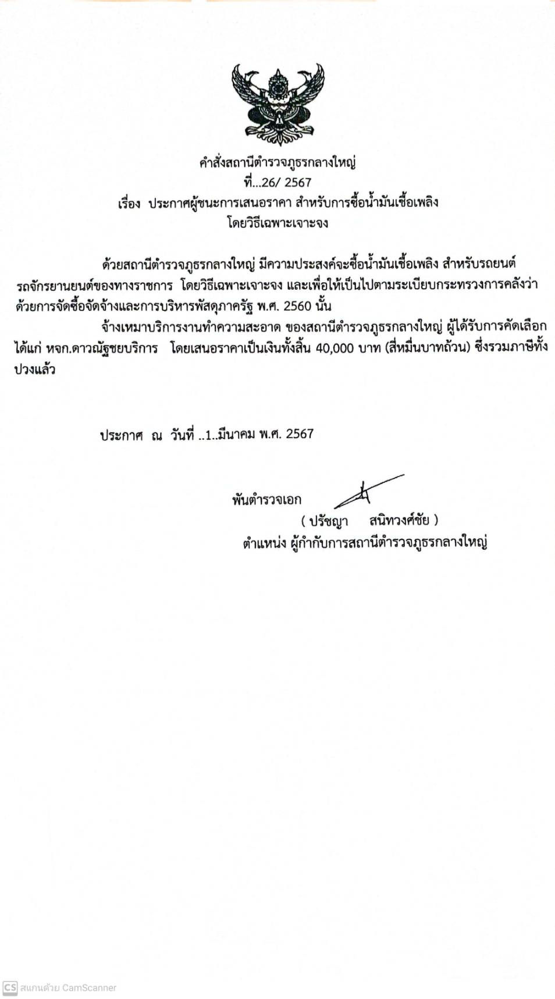 คำสั่งสถานีตำรวจภูธรกลางใหญ่
ที่...26/ 2567
เรื่อง ประกาศผู้ชนะการเสนอราคา สำหรับการซื้อน้ำมันเชื้อเพลิง
โดยวิธีเฉพาะเจาะจง
ด้วยสถานีตำรวจภูธรกลางใหญ่ มีความประสงค์จะซื้อน้ำมันเชื้อเพลิง สำหรับรถยนต์
รถจักรยานยนต์ของทางราชการ โดยวิธีเฉพาะเจาะจง และเพื่อให้เป็นไปตามระเบียบกระทรวงการคลังว่า
ด้วยการจัดซื้อจัดจ้างและการบริหารพัสดุภาครัฐ พ.ศ. 2560 นั้น
จ้างเหมาบริการงานทำความสะอาด ของสถานีตำรวจภูธรกลางใหญ่ ผู้ได้รับการคัดเลือก
ได้แก่ หจก.ดาวณัฐชยบริการ โดยเสนอราคาเป็นเงินทั้งสิ้น 40,000 บาท (สี่หมื่นบาทถ้วน) ซึ่งรวมภาษีทั้ง
ปวงแล้ว
ประกาศ ณ วันที่ ..1..มีนาคม พ.ศ. 2567
พันตำรวจเอก
( ปรัชญา สนิทวงศ์ชัย )
ตำแหน่ง ผู้กำกับการสถานีตำรวจภูธรกลางใหญ่
CS สแกนด้วย CamScanner